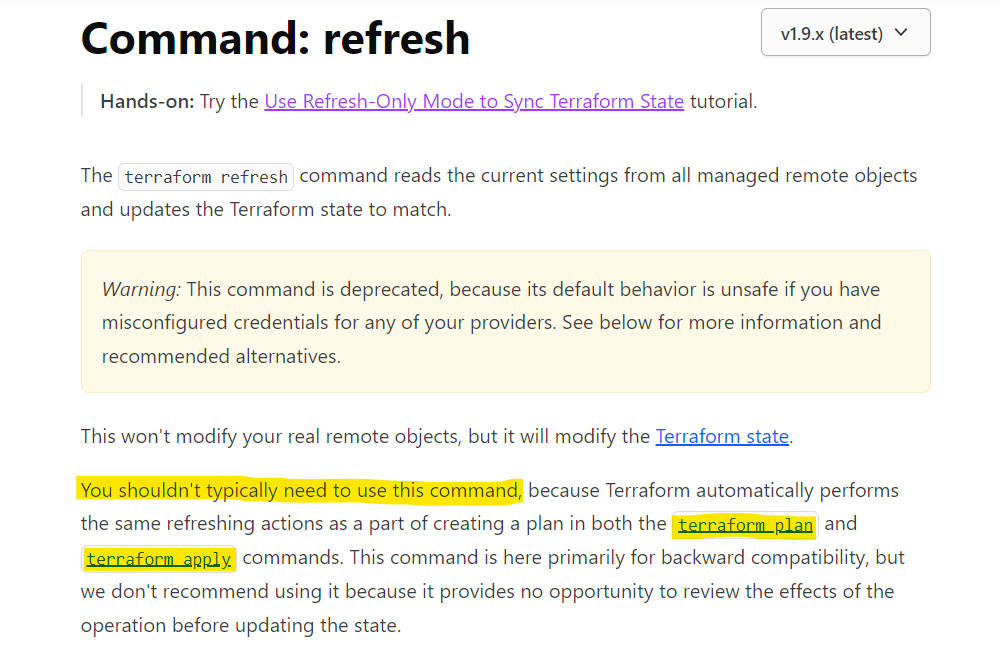 Command: refresh
v1.9.x (latest)
Hands-on: Try the Use Refresh-Only Mode to Sync Terraform State tutorial.
The terraform refresh command reads the current settings from all managed remote objects
and updates the Terraform state to match.
Warning: This command is deprecated, because its default behavior is unsafe if you have
misconfigured credentials for any of your providers. See below for more information and
recommended alternatives.
This won't modify your real remote objects, but it will modify the Terraform state.
You shouldn't typically need to use this command, because Terraform automatically performs
the same refreshing actions as a part of creating a plan in both the terraform plan and
terraform apply commands. This command is here primarily for backward compatibility, but
we don't recommend using it because it provides no opportunity to review the effects of the
operation before updating the state.